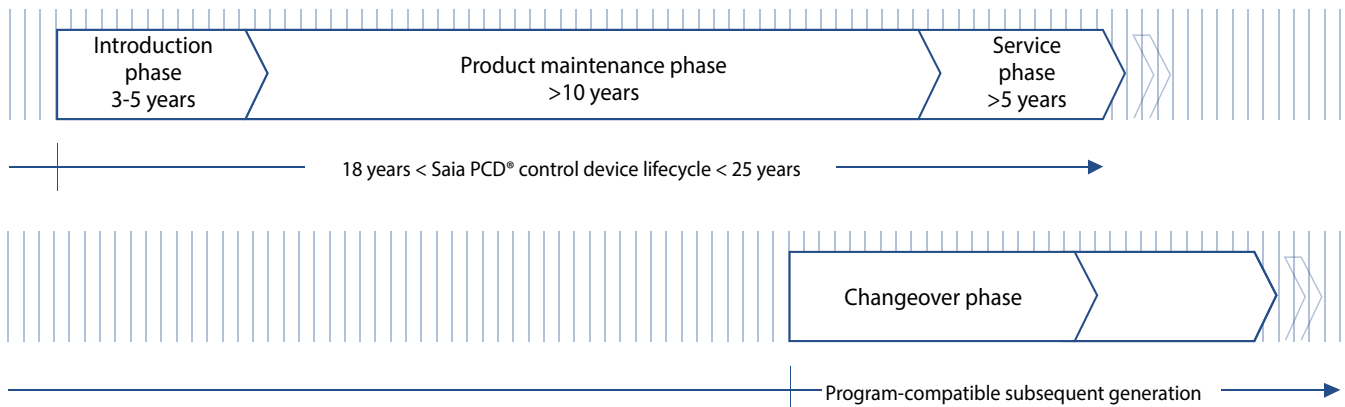 Introduction
phase
3-5 years
Product maintenance phase
>10 years
Service
phase
>5 years
18 years < Saia PCD® control device lifecycle < 25 years
Changeover phase
Program-compatible subsequent generation